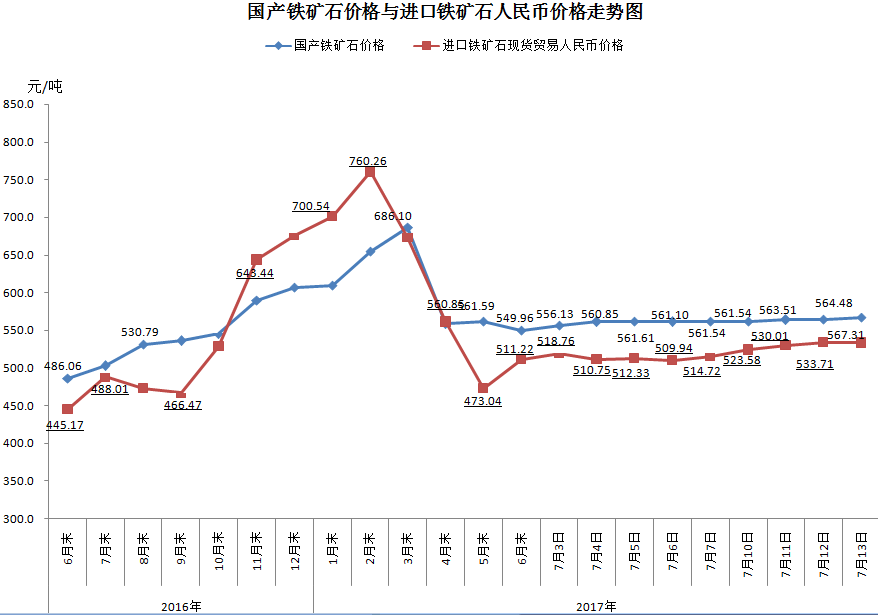 国产铁矿石价格与进口铁矿石人民币价格走势图
国产铁矿石价格
进口铁矿石现货贸易人民币价格
元/吨
850.0
800.0
750.0
700.0
650.0
600.0
550.0
500.0
450.0
400.0
350.0
300.0
486.06
445.17
488.01
530.79
466.47
643.44
700.54
760.26
686.10
560.85
561.59
473.04
549.96
511.22
556.13
518.76
560.85
510.75
561.61
512.33
561.10
509.94
561.54
514.72
561.54
523.58
563.51
530.01
564.48
533.71
567.31
6月末
7月末
8月末
9月末
10月末
11月末
12月末
1月末
2月末
3月末
4月末
5月末
6月末
7月3日
7月4日
7月5日
7月6日
7月7日
7月10日
7月11日
7月12日
7月13日
2016年
2017年